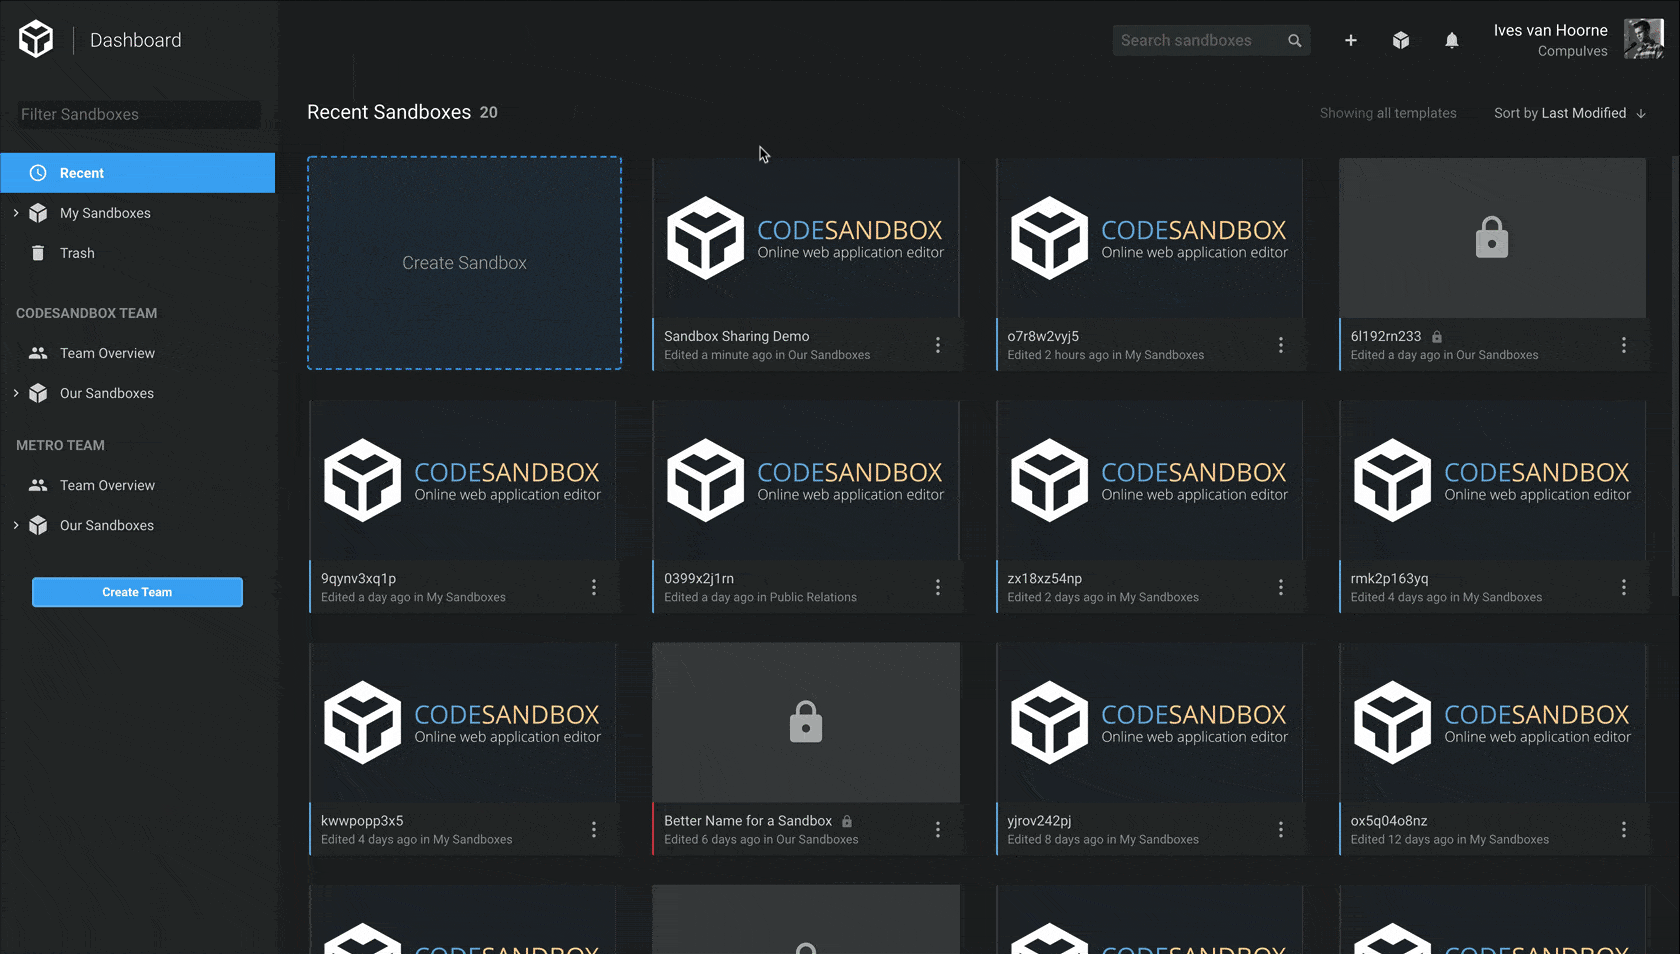 Dashboard
Search sandboxes
Ives van Hoorne
CompuIves
Filter Sandboxes
Recent Sandboxes 20
Showing all templates
Sort by Last Modified
Recent
My Sandboxes
Trash
CODESANDBOX TEAM
Team Overview
Our Sandboxes
METRO TEAM
Team Overview
Our Sandboxes
Create Team
Create Sandbox
CODESANDBOX
Online web application editor
Sandbox Sharing Demo
Edited a minute ago in Our Sandboxes
CODESANDBOX
Online web application editor
o7r8w2vyj5
Edited 2 hours ago in My Sandboxes
6l192rn233
Edited a day ago in Our Sandboxes
CODESANDBOX
Online web application editor
9qynv3xq1p
Edited a day ago in My Sandboxes
CODESANDBOX
Online web application editor
0399x2j1rn
Edited a day ago in Public Relations
CODESANDBOX
Online web application editor
zx18xz54np
Edited 2 days ago in My Sandboxes
CODESANDBOX
Online web application editor
rmk2p163yq
Edited 4 days ago in My Sandboxes
CODESANDBOX
Online web application editor
kwwpopp3x5
Edited 4 days ago in My Sandboxes
Better Name for a Sandbox
Edited 6 days ago in Our Sandboxes
CODESANDBOX
Online web application editor
yjrov242pj
Edited 8 days ago in My Sandboxes
CODESANDBOX
Online web application editor
ox5q04o8nz
Edited 12 days ago in My Sandboxes
CODESANDBOX
CODESANDBOX
CODESANDBOX